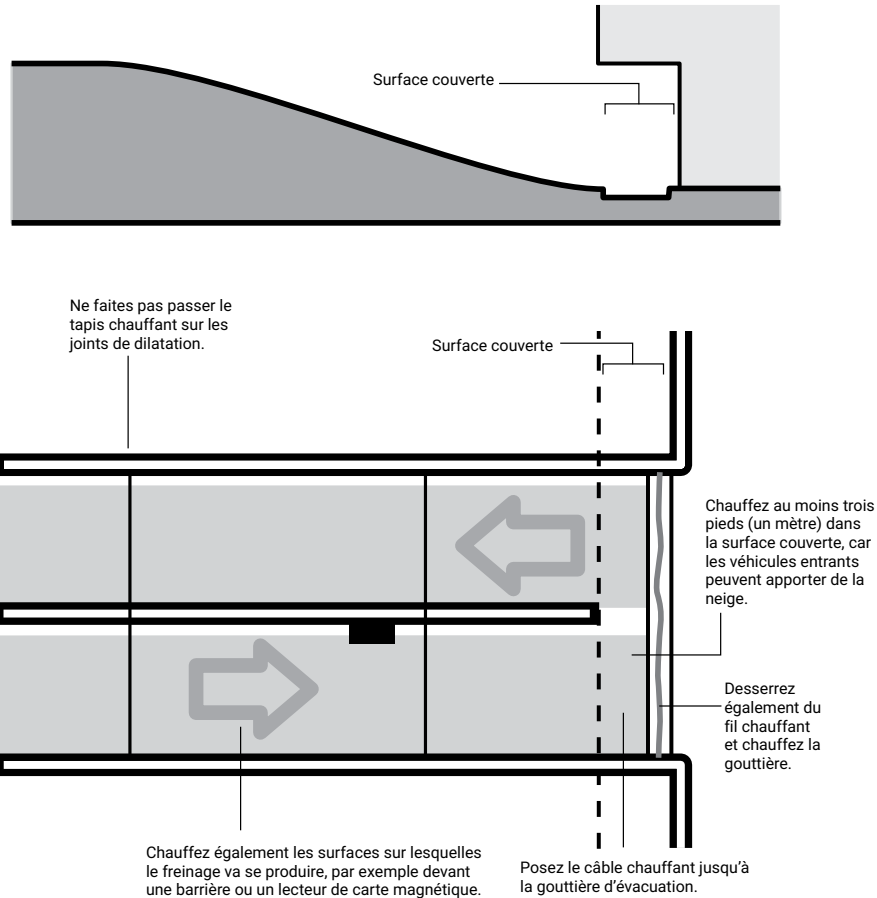 Surface couverte
Ne faites pas passer le
tapis chauffant sur les
joints de dilatation.
Surface couverte
Chauffez au moins trois
pieds (un mètre) dans
la surface couverte, car
les véhicules entrants
peuvent apporter de la
neige.
Desserrez
également du
fil chauffant
et chauffez la
gouttière.
Chauffez également les surfaces sur lesquelles
le freinage va se produire, par exemple devant
une barrière ou un lecteur de carte magnétique.
Posez le câble chauffant jusqu'à
la gouttière d'évacuation.